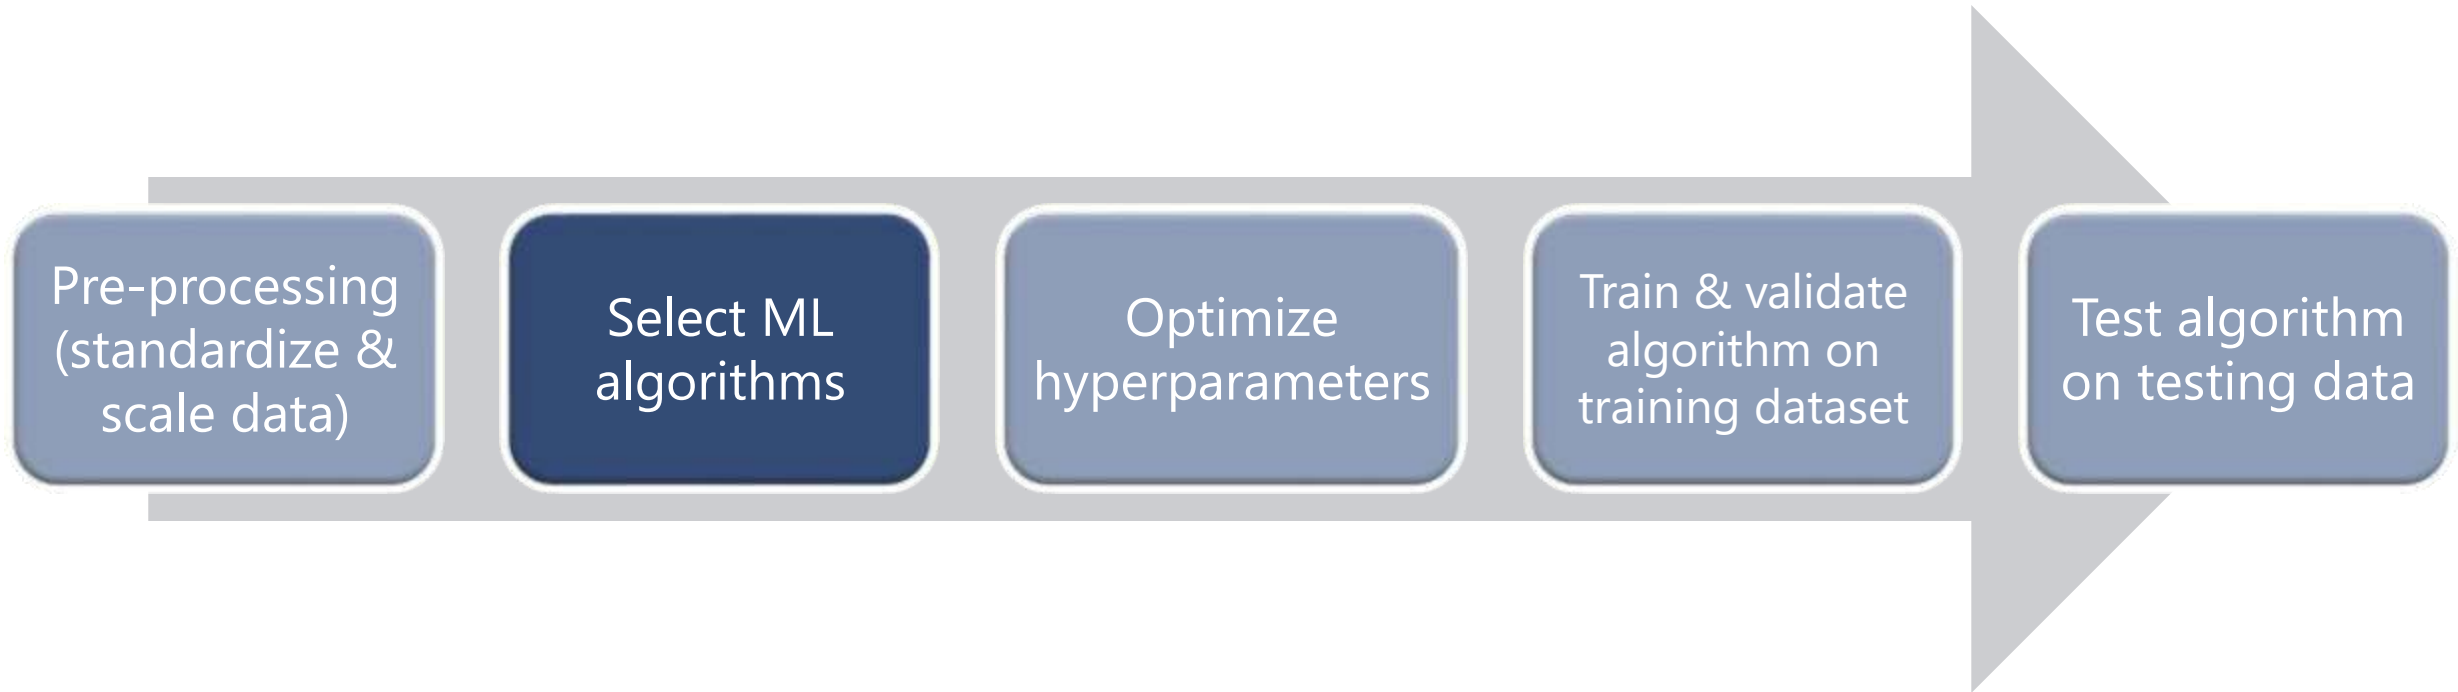 Pre-processing
(standardize &
scale data)
Select ML
algorithms
Optimize
hyperparameters
Train & validate
algorithm on
training dataset
Test algorithm
on testing data